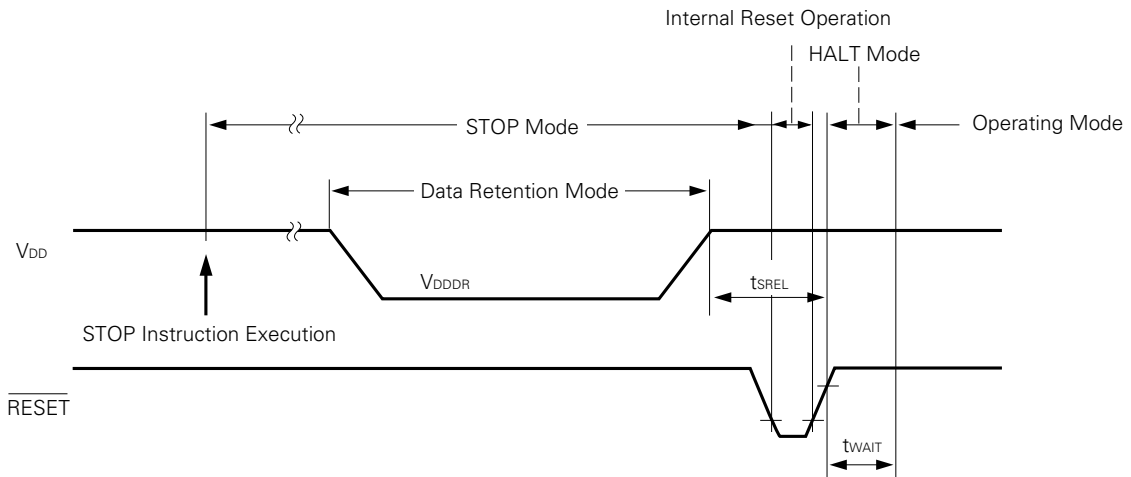 Internal Reset Operation
HALT Mode
STOP Mode
Operating Mode
Data Retention Mode
VDD
VDDDR
tSREL
STOP Instruction Execution
RESET
tWAIT